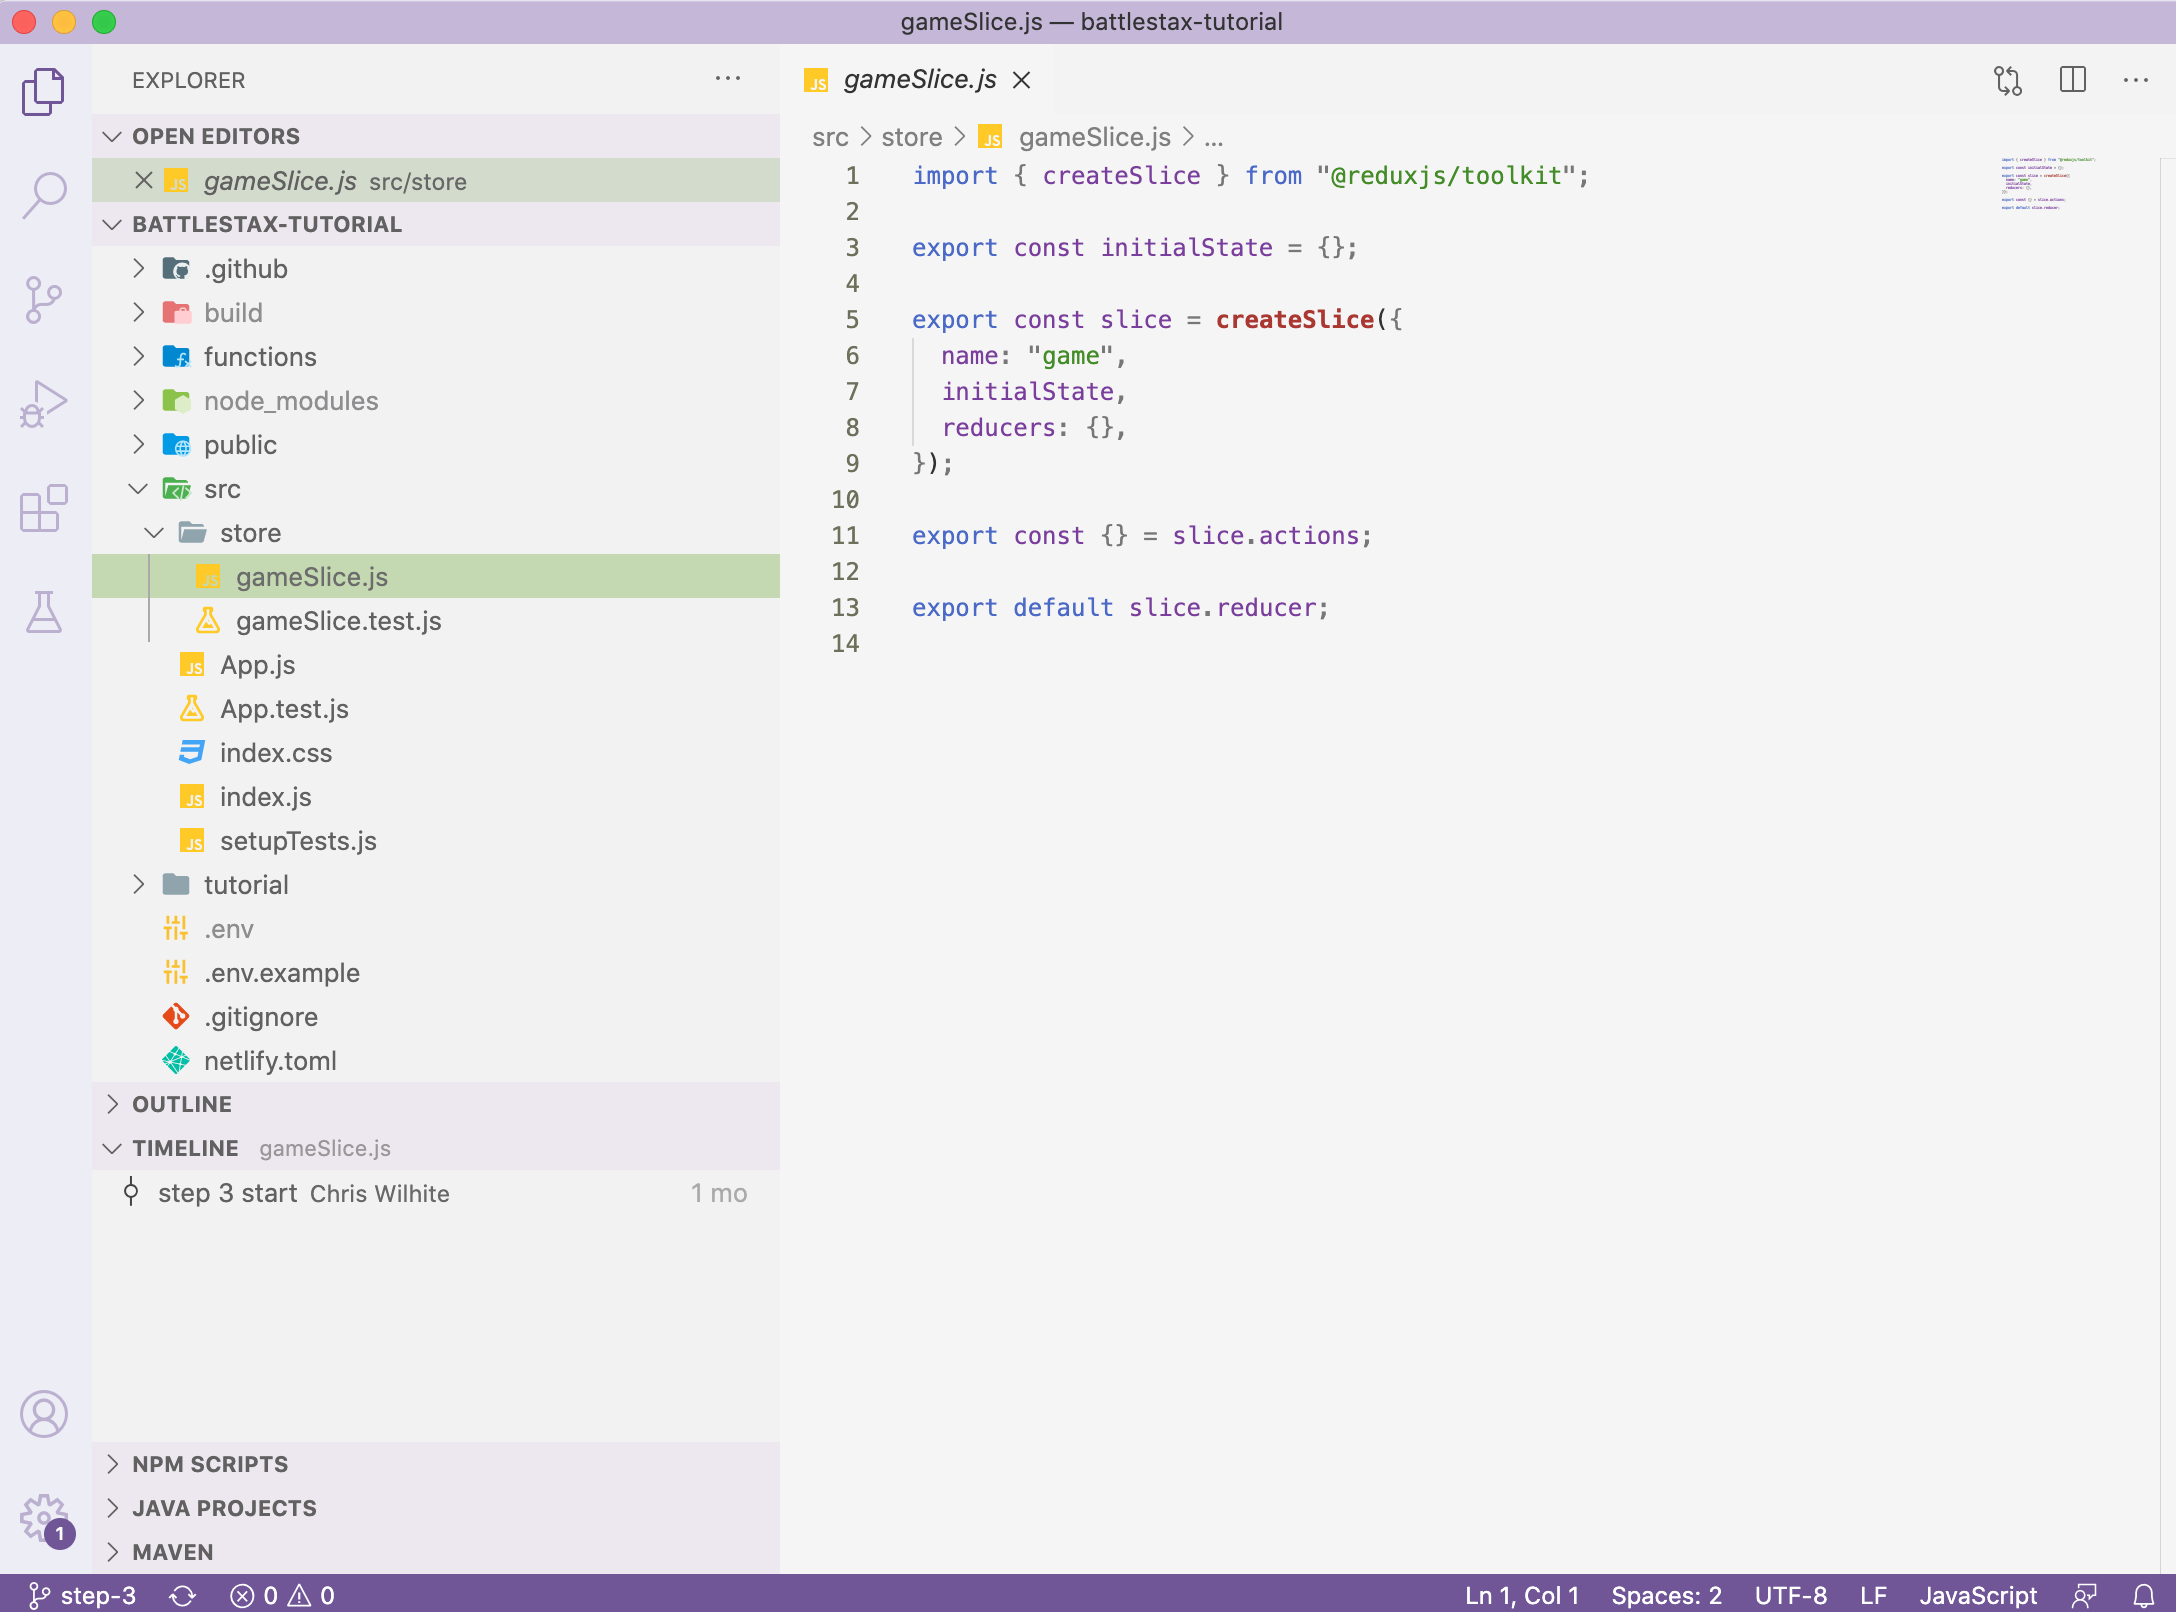 gameSlice.js — battlestax-tutorial
EXPLORER
OPEN EDITORS
gameSlice.js src/store
BATTLESTAX-TUTORIAL
.github
build
functions
node_modules
public
src
store
gameSlice.js
gameSlice.test.js
App.js
App.test.js
index.css
index.js
setupTests.js
tutorial
.env
.env.example
.gitignore
netlify.toml
OUTLINE
TIMELINE gameSlice.js
step 3 start Chris Wilhite 1 mo
NPM SCRIPTS
JAVA PROJECTS
MAVEN
1
JS gameSlice.js
src > store > JS gameSlice.js > ...
1 import { createSlice } from "@reduxjs/toolkit";
2
3 export const initialState = {};
4
5 export const slice = createSlice({
6 name: "game",
7 initialState,
8 reducers: {},
9 });
10
11 export const {} = slice.actions;
12
13 export default slice.reducer;
14
step-3 0 0 Ln 1, Col 1 Spaces: 2 UTF-8 LF JavaScript